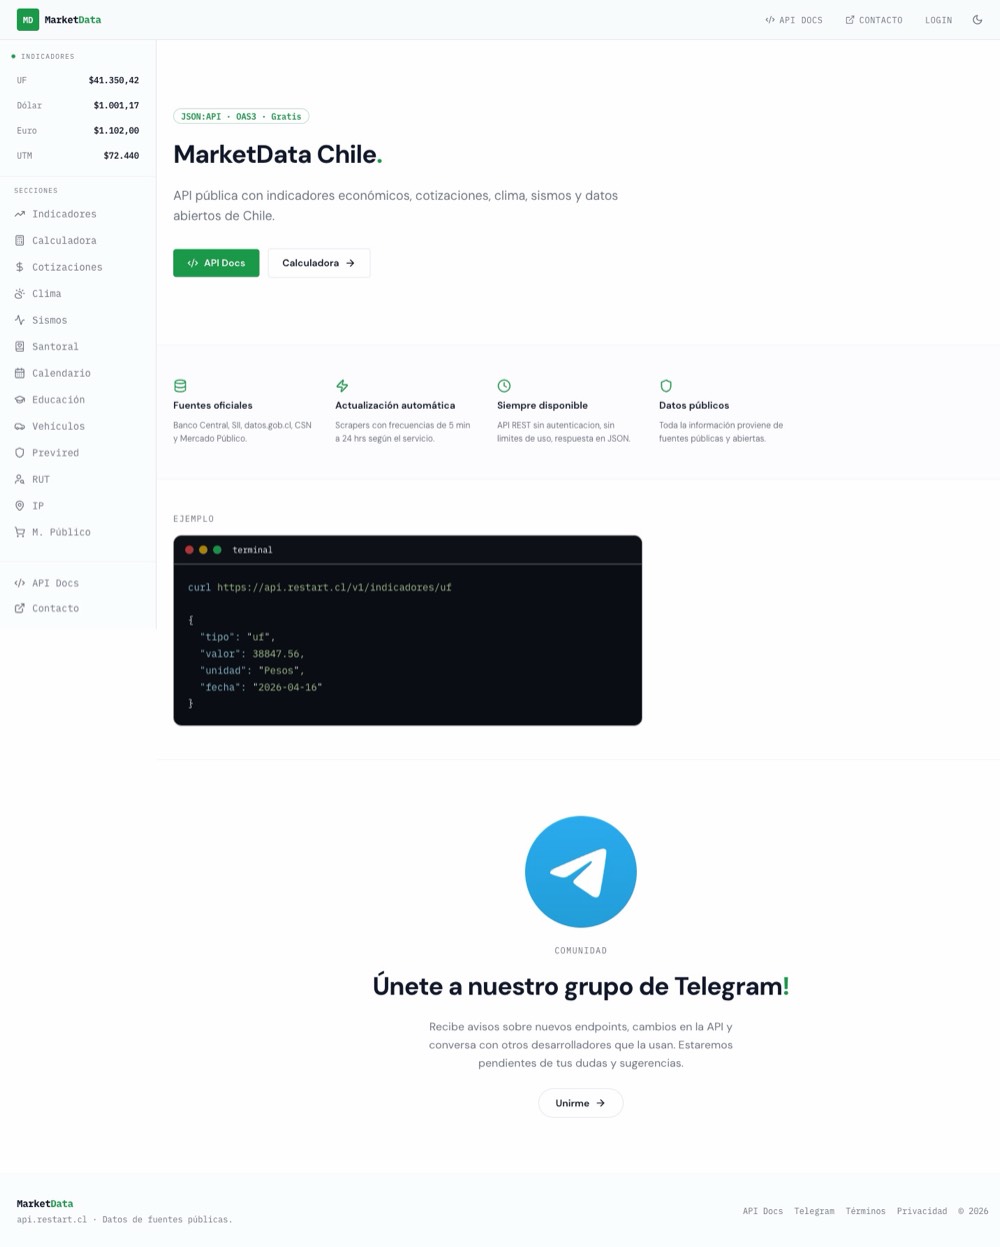 MD MarketData
API DOCS
CONTACTO
LOGIN
INDICADORES
UF $41.350,42
Dólar $1.001,17
Euro $1.102,00
UTM $72.440
SECCIONES
Indicadores
Calculadora
Cotizaciones
Clima
Sismos
Santoral
Calendario
Educación
Vehículos
Previred
RUT
IP
M. Público
API Docs
Contacto
JSON:API · OAS3 · Gratis
MarketData Chile.
API pública con indicadores económicos, cotizaciones, clima, sismos y datos
abiertos de Chile.
</> API Docs
Calculadora →
Fuentes oficiales
Banco Central, SII, datos.gob.cl, CSN
y Mercado Público.
Actualización automática
Scrapers con frecuencias de 5 min
a 24 hrs según el servicio.
Siempre disponible
API REST sin autenticacion, sin
limites de uso, respuesta en JSON.
Datos públicos
Toda la información proviene de
fuentes públicas y abiertas.
EJEMPLO
terminal
curl https://api.restart.cl/v1/indicadores/uf
{
"tipo": "uf",
"valor": 38847.56,
"unidad": "Pesos",
"fecha": "2026-04-16"
}
COMUNIDAD
Únete a nuestro grupo de Telegram!
Recibe avisos sobre nuevos endpoints, cambios en la API y
conversa con otros desarrolladores que la usan. Estaremos
pendientes de tus dudas y sugerencias.
Unirme →
MarketData
api.restart.cl · Datos de fuentes públicas.
API Docs Telegram Términos Privacidad © 2026